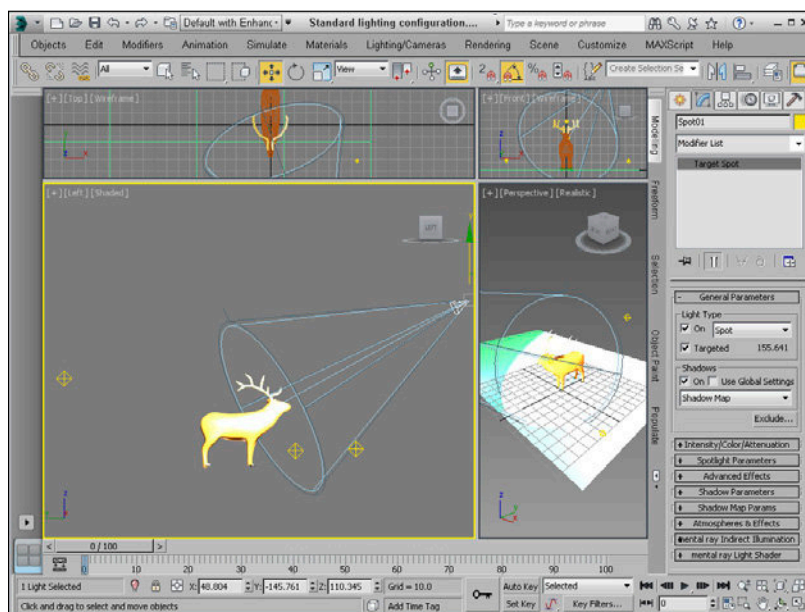 Default with Enhanc
Standard lighting configuration....
Type a keyword or phrase
Objects Edit Modifiers Animation Simulate Materials Lighting/Cameras Rendering Scene Customize MAXScript Help
All
View
Create Selection Se
[+][Top][Wireframe]
[+][Front][Wireframe]
[+][Left][Shaded]
LEFT
[+][Perspective][Realistic]
Modeling
Freeform
Selection
Object Paint
Populate
Spot01
Modifier List
Target Spot
General Parameters
Light Type
On Spot
Targeted 155.641
Shadows
On Use Global Settings
Shadow Map
Exclude...
Intensity/Color/Attenuation
Spotlight Parameters
Advanced Effects
Shadow Parameters
Shadow Map Params
Atmospheres & Effects
mental ray Indirect Illumination
mental ray Light Shader
0 / 100
0 10 20 30 40 50 60 70 80 90 100
1 Light Selected X: 48.804 Y: -145.761 Z: 110.345 Grid = 10.0 Auto Key Selected
Click and drag to select and move objects Add Time Tag Set Key Key Filters... 0